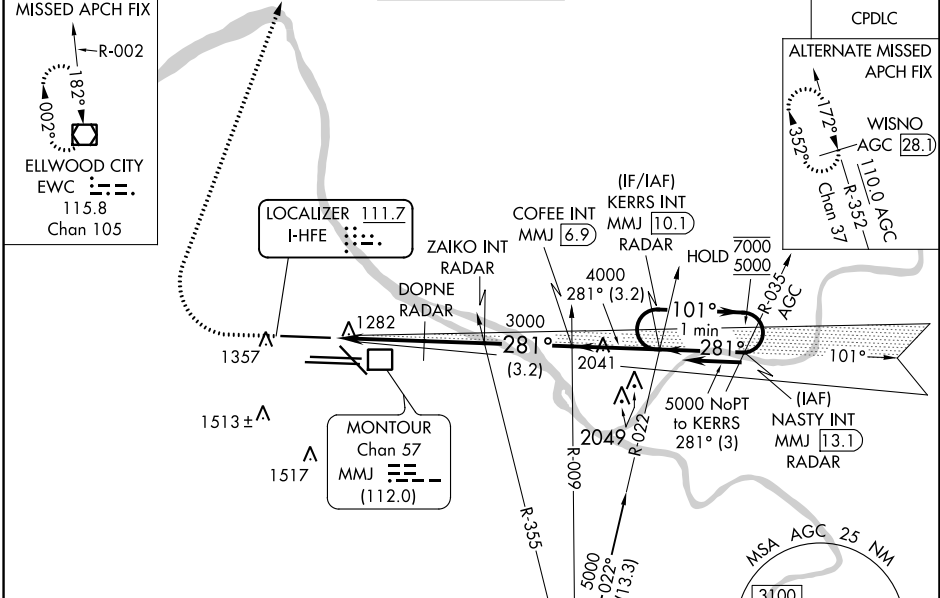 MISSED APCH FIX
R-002
182°
002°
ELLWOOD CITY
EWC
115.8
Chan 105
CPDLC
ALTERNATE MISSED
APCH FIX
172°
352°
WISNO
AGC 28.1
110.0 AGC
R-352
Chan 37
LOCALIZER 111.7
I-HFE
ZAIKO INT
RADAR
DOPNE
RADAR
COFEE INT
MMJ 6.9
(IF/IAF)
KERRS INT
MMJ 10.1
RADAR
HOLD 7000
5000
R-035
AGC
4000
281° (3.2)
3000
281°
(3.2)
101°
1 min
281°
101°
1282
1357
2041
1513 ±
1517
2049
MONTOUR
Chan 57
MMJ
(112.0)
5000 NoPT
to KERRS
281° (3)
(IAF)
NASTY INT
MMJ 13.1
RADAR
R-022
R-009
R-355
5000
022°
(13.3)
MSA AGC 25 NM
3100